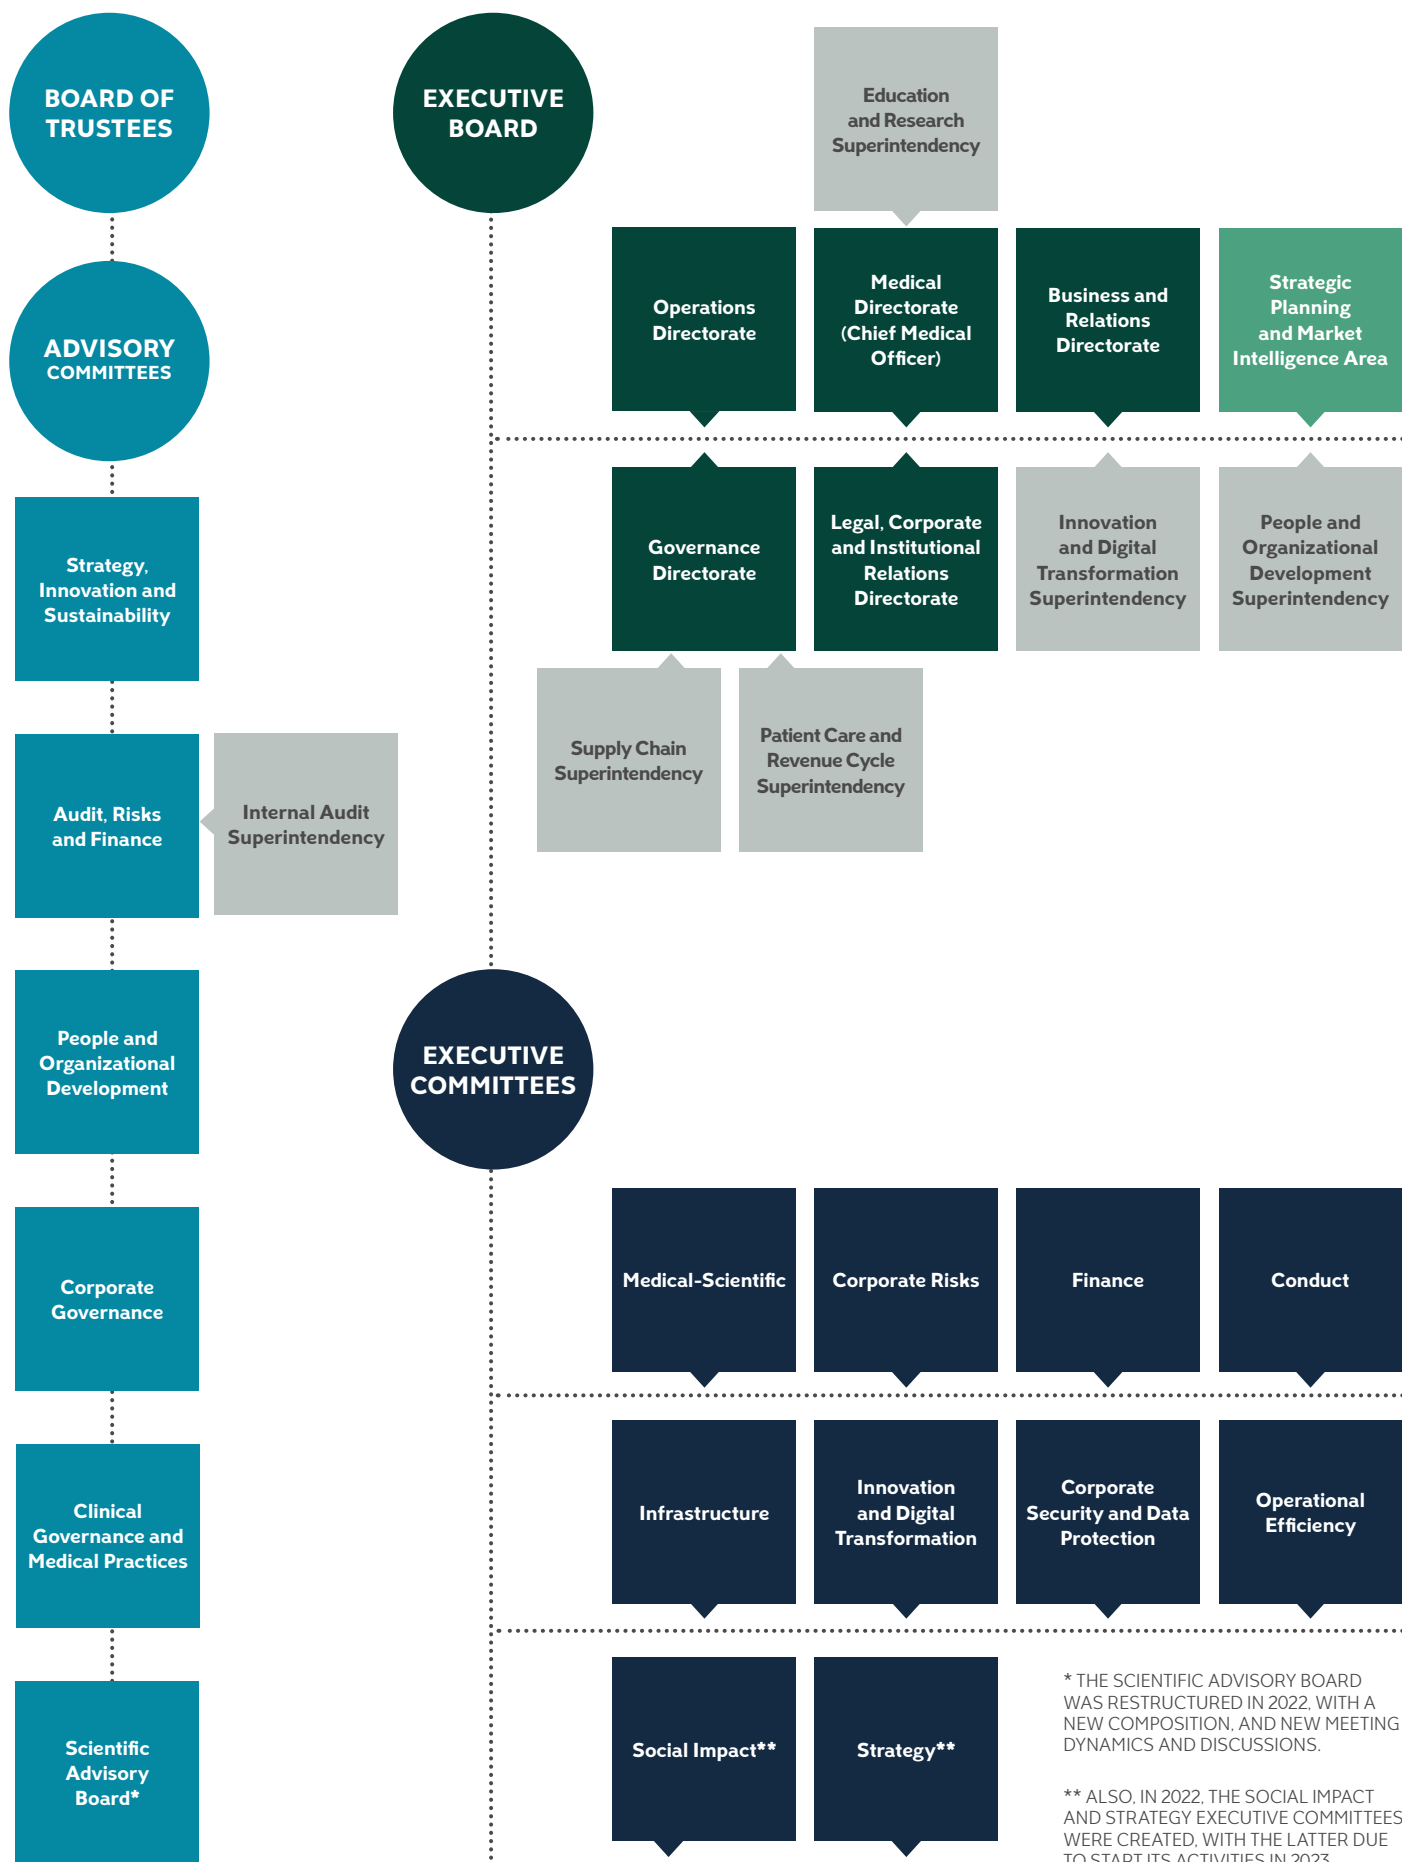 BOARD OF
TRUSTEES
ADVISORY
COMMITTEES
Strategy,
Innovation and
Sustainability
Audit, Risks
and Finance
Internal Audit
Superintendency
People and
Organizational
Development
Corporate
Governance
Clinical
Governance and
Medical Practices
Scientific
Advisory
Board*
EXECUTIVE
BOARD
Education
and Research
Superintendency
Operations
Directorate
Medical
Directorate
(Chief Medical
Officer)
Business and
Relations
Directorate
Strategic
Planning
and Market
Intelligence Area
Governance
Directorate
Legal, Corporate
and Institutional
Relations
Directorate
Innovation
and Digital
Transformation
Superintendency
People and
Organizational
Development
Superintendency
Supply Chain
Superintendency
Patient Care and
Revenue Cycle
Superintendency
EXECUTIVE
COMMITTEES
Medical-Scientific
Corporate Risks
Finance
Conduct
Infrastructure
Innovation
and Digital
Transformation
Corporate
Security and Data
Protection
Operational
Efficiency
Social Impact**
Strategy**
* THE SCIENTIFIC ADVISORY BOARD
WAS RESTRUCTURED IN 2022, WITH A
NEW COMPOSITION, AND NEW MEETING
DYNAMICS AND DISCUSSIONS.
** ALSO, IN 2022, THE SOCIAL IMPACT
AND STRATEGY EXECUTIVE COMMITTEES
WERE CREATED, WITH THE LATTER DUE
TO START ITS ACTIVITIES IN 2023